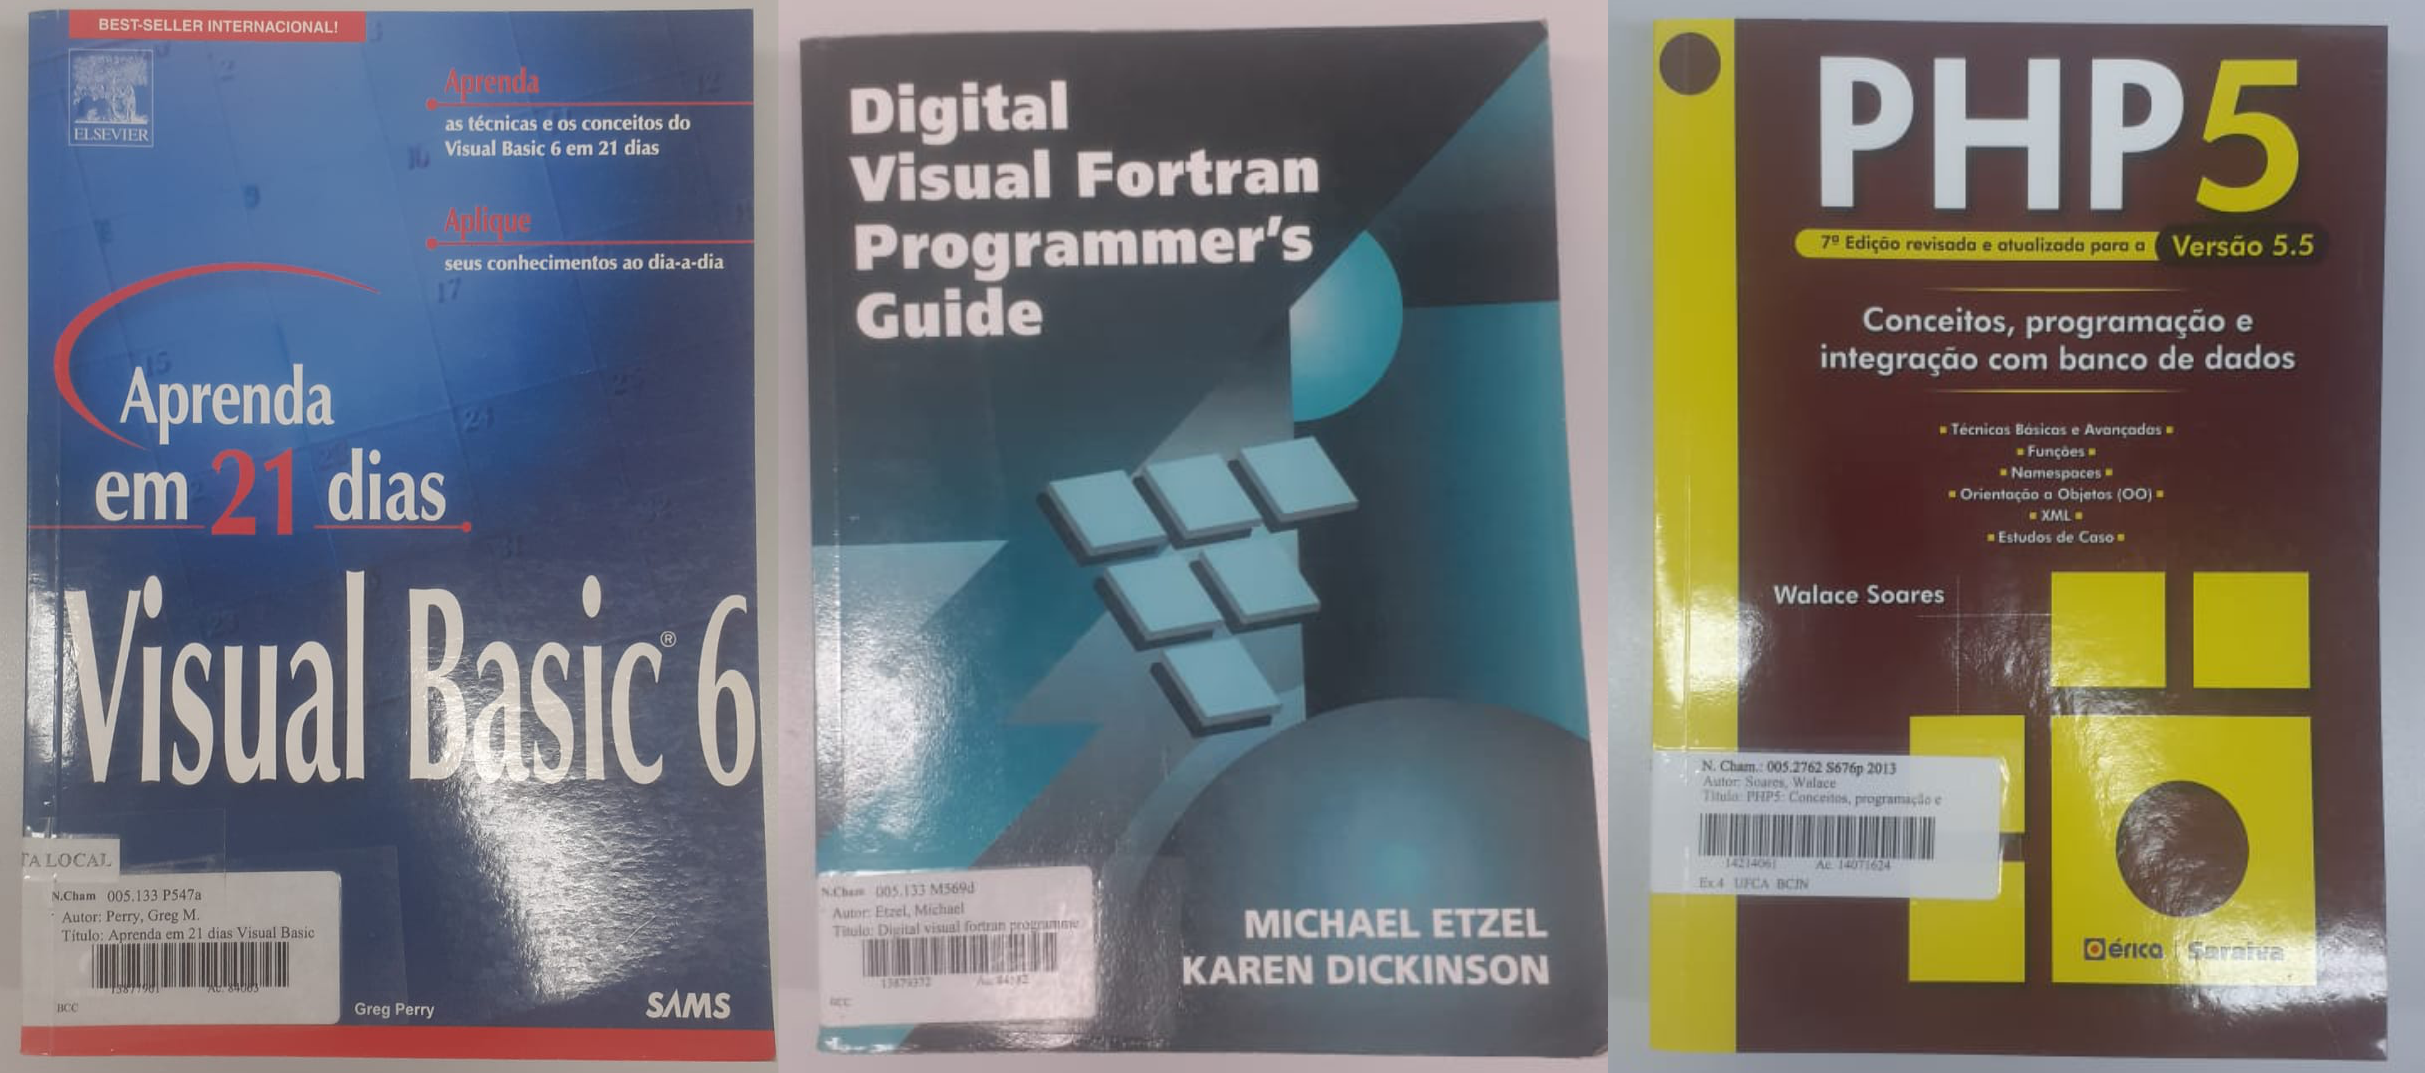 BEST-SELLER INTERNACIONAL!
ELSEVIER
Aprenda
as técnicas e os conceitos do
Visual Basic 6 em 21 dias
Aplique
seus conhecimentos ao dia-a-dia
Aprenda
em 21 dias
Visual Basic® 6
TA LOCAL
N.Cham 005.133 P547a
Autor: Perry, Greg M.
Título: Aprenda em 21 dias Visual Basic
BCC
Greg Perry
SAMS
Digital
Visual Fortran
Programmer's
Guide
N.Cham 005.133 M569d
Autor: Etzel, Michael
Título: Digital visual fortran programme
BCC
MICHAEL ETZEL
KAREN DICKINSON
PHP5
7ª Edição revisada e atualizada para a Versão 5.5
Conceitos, programação e
integração com banco de dados
Técnicas Básicas e Avançadas
Funções
Namespaces
Orientação a Objetos (OO)
XML
Estudos de Caso
Walace Soares
N. Cham.: 005.2762 S676p 2013
Autor: Soares, Walace
Título: PHP5: Conceitos, programação e
14214061 Ac. 14071624
Ex.4 UFCA BCJN
érica | Saraiva